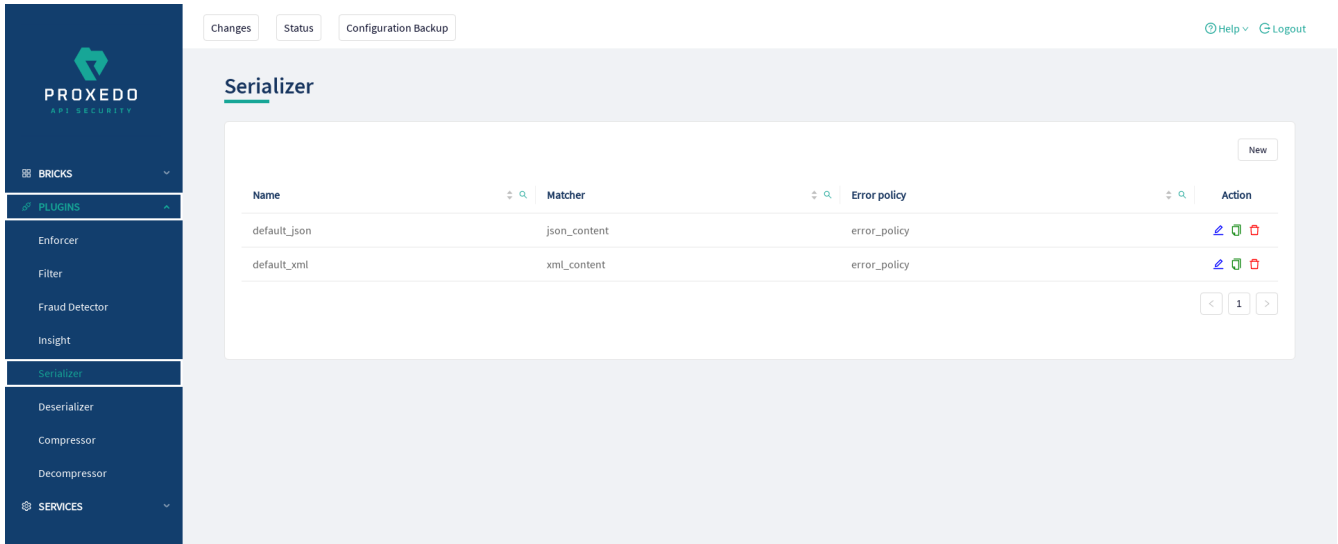 Changes Status Configuration Backup Help Logout
PROXEDO
API SECURITY
Serializer
New
BRICKS
PLUGINS
Enforcer
Filter
Fraud Detector
Insight
Serializer
Deserializer
Compressor
Decompressor
SERVICES
Name Matcher Error policy Action
default_json json_content error_policy
default_xml xml_content error_policy
< 1 >